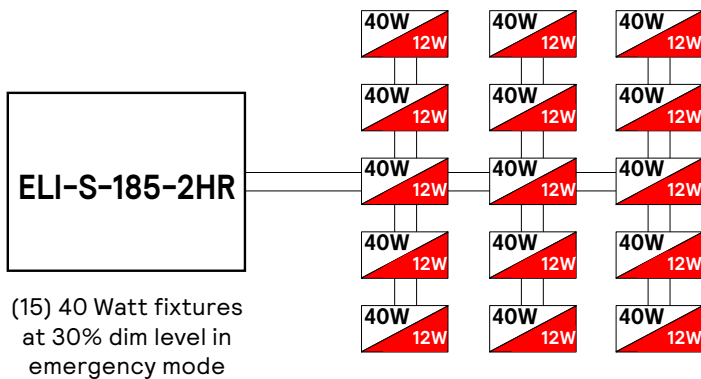 40W 40W 40W
12W 12W 12W
40W 40W 40W
12W 12W 12W
ELI-S-185-2HR
40W 40W 40W
12W 12W 12W
40W 40W 40W
12W 12W 12W
(15) 40 Watt fixtures
at 30% dim level in
emergency mode
40W 40W 40W
12W 12W 12W